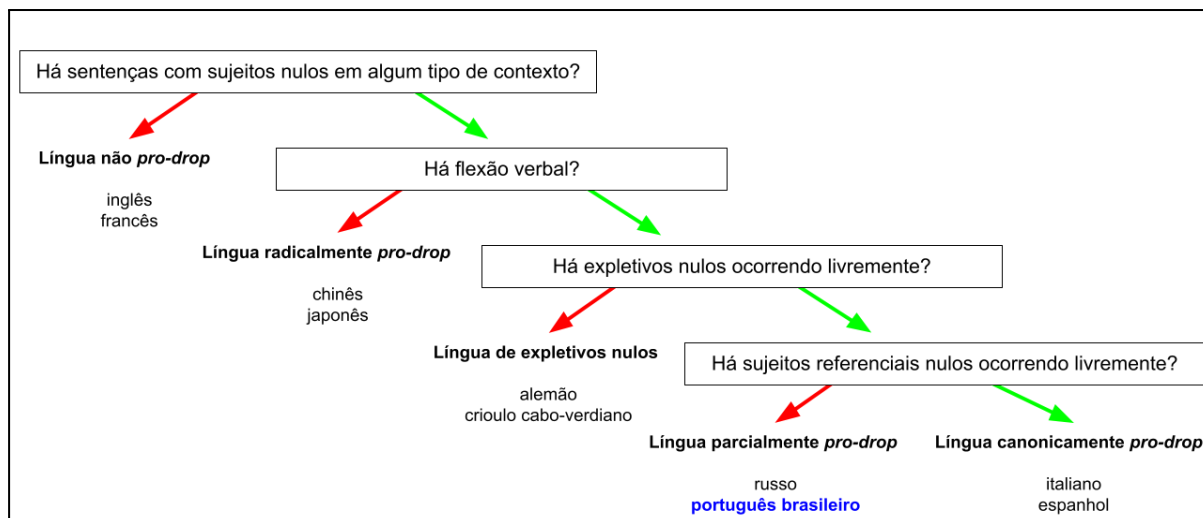 Há sentenças com sujeitos nulos em algum tipo de contexto?
Língua não pro-drop
inglês
francês
Há flexão verbal?
Língua radicalmente pro-drop
chinês
japonês
Há expletivos nulos ocorrendo livremente?
Língua de expletivos nulos
alemão
crioulo cabo-verdiano
Há sujeitos referenciais nulos ocorrendo livremente?
Língua parcialmente pro-drop
russo
português brasileiro
Língua canonicamente pro-drop
italiano
espanhol